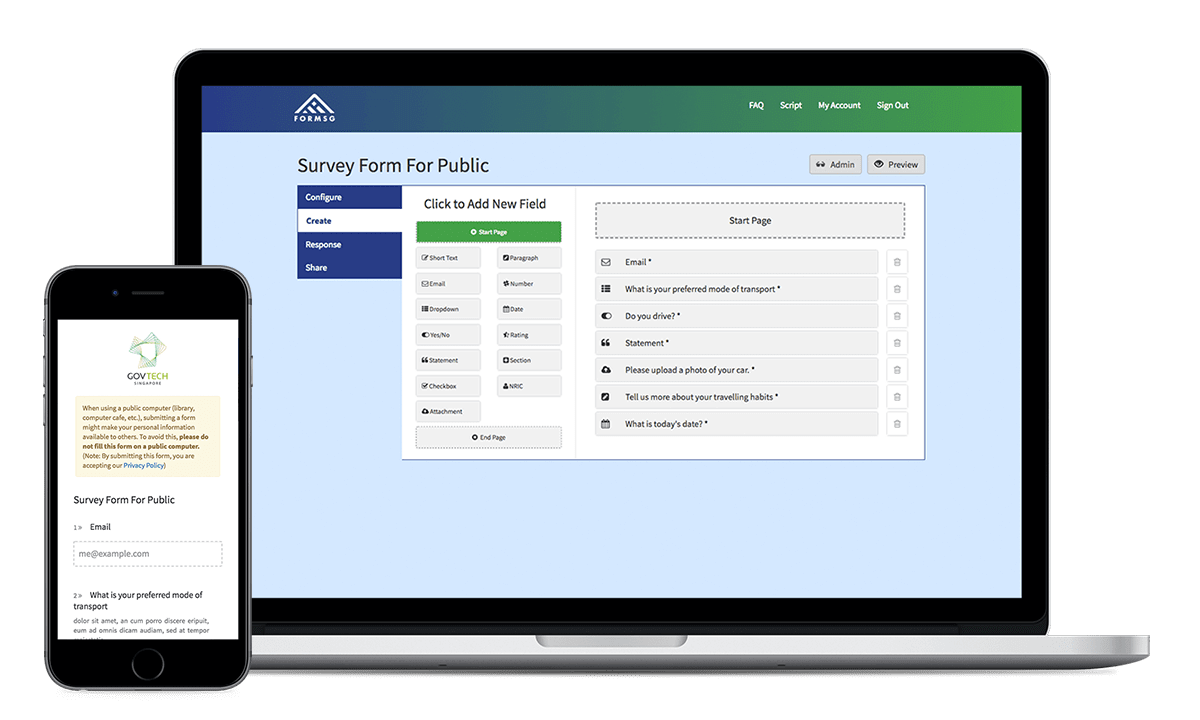 FORMSG
FAQ
Script
My Account
Sign Out
Survey Form For Public
Admin
Preview
Configure
Create
Response
Share
Click to Add New Field
Start Page
Short Text
Paragraph
Email
Number
Dropdown
Date
Yes/No
Rating
Statement
Section
Checkbox
NRIC
Attachment
End Page
Start Page
Email *
What is your preferred mode of transport *
Do you drive? *
Statement *
Please upload a photo of your car. *
Tell us more about your travelling habits *
What is today's date? *
GOVTECH
SINGAPORE
When using a public computer (library,
computer cafe, etc.), submitting a form
might make your personal information
available to others. To avoid this, please do
not fill this form on a public computer.
(Note: By submitting this form, you are
accepting our Privacy Policy)
Survey Form For Public
1» Email
me@example.com
2» What is your preferred mode of
transport
dolor sit amet, an cum porro discere eripuit,
eum ad omnis dicam audiam, sed at tempor